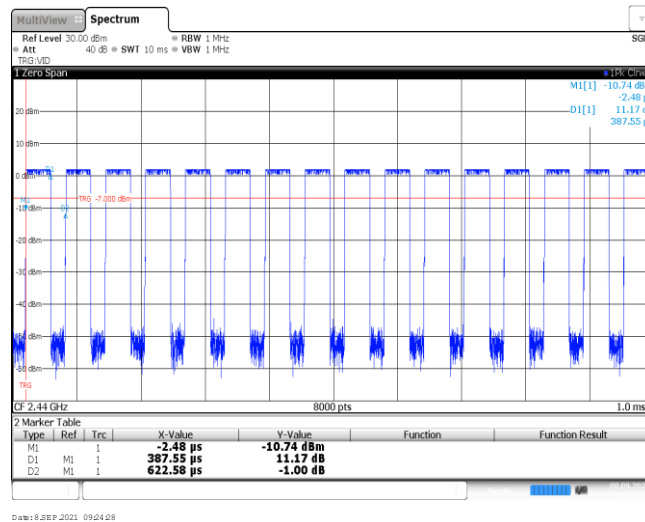 MultiView Spectrum
Ref Level 30.00 dBm RBW 1 MHz SGL
Att 40 dB SWT 10 ms VBW 1 MHz
TRG:VID
1 Zero Span 1Pk Clrw
M1[1] -10.74 dB
-2.48 µ
20 dBm D1[1] 11.17 d
387.55 µ
10 dBm
0 dBm D1
TRG -7.000 dBm
M1
-10 dBm D2
-20 dBm
-30 dBm
-40 dBm
-50 dBm
-60 dBm
TRG
CF 2.44 GHz 8000 pts 1.0 ms
2 Marker Table
Type Ref Trc X-Value Y-Value Function Function Result
M1 1 -2.48 µs -10.74 dBm
D1 M1 1 387.55 µs 11.17 dB
D2 M1 1 622.58 µs -1.00 dB
Date: 8.SEP.2021 09:24:28